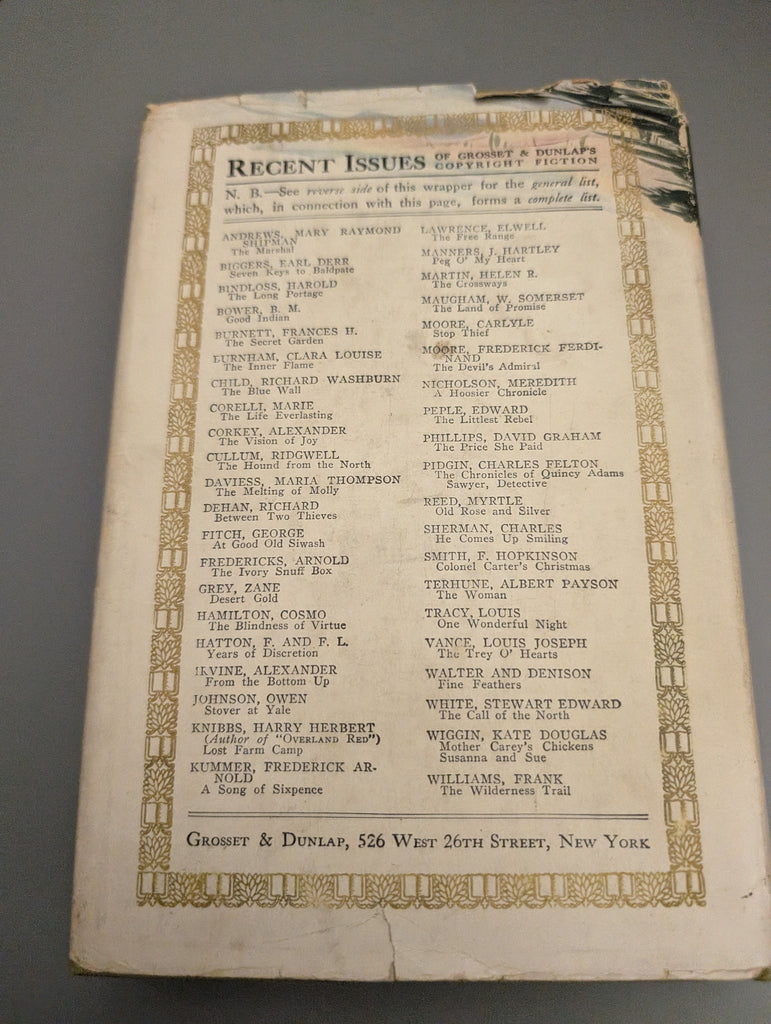 RECENT ISSUES OF GROSSET & DUNLAP'S COPYRIGHT FICTION
N. B.—See reverse side of this wrapper for the general list,
which, in connection with this page, forms a complete list.
ANDREWS, MARY RAYMOND
SHIPMAN
The Marshal
BIGGERS, EARL DERR
Seven Keys to Baldpate
BINDLOSS, HAROLD
The Long Portage
BOWER, B. M.
Good Indian
BURNETT, FRANCES H.
The Secret Garden
BURNHAM, CLARA LOUISE
The Inner Flame
CHILD, RICHARD WASHBURN
The Blue Wall
CORELLI, MARIE
The Life Everlasting
CORKEY, ALEXANDER
The Vision of Joy
CULLUM, RIDGWELL
The Hound from the North
DAVIESS, MARIA THOMPSON
The Melting of Molly
DEHAN, RICHARD
Between Two Thieves
FITCH, GEORGE
At Good Old Siwash
FREDERICKS, ARNOLD
The Ivory Snuff Box
GREY, ZANE
Desert Gold
HAMILTON, COSMO
The Blindness of Virtue
HATTON, F. AND F. L.
Years of Discretion
IRVINE, ALEXANDER
From the Bottom Up
JOHNSON, OWEN
Stover at Yale
KNIBBS, HARRY HERBERT
(Author of "OVERLAND RED")
Lost Farm Camp
KUMMER, FREDERICK AR-
NOLD
A Song of Sixpence
LAWRENCE, ELWELL
The Free Range
MANNERS, J. HARTLEY
Peg O' My Heart
MARTIN, HELEN R.
The Crossways
MAUGHAM, W. SOMERSET
The Land of Promise
MOORE, CARLYLE
Stop Thief
MOORE, FREDERICK FERDI-
NAND
The Devil's Admiral
NICHOLSON, MEREDITH
A Hoosier Chronicle
PEPLE, EDWARD
The Littlest Rebel
PHILLIPS, DAVID GRAHAM
The Price She Paid
PIDGIN, CHARLES FELTON
The Chronicles of Quincy Adams
Sawyer, Detective
REED, MYRTLE
Old Rose and Silver
SHERMAN, CHARLES
He Comes Up Smiling
SMITH, F. HOPKINSON
Colonel Carter's Christmas
TERHUNE, ALBERT PAYSON
The Woman
TRACY, LOUIS
One Wonderful Night
VANCE, LOUIS JOSEPH
The Trey O' Hearts
WALTER AND DENISON
Fine Feathers
WHITE, STEWART EDWARD
The Call of the North
WIGGIN, KATE DOUGLAS
Mother Carey's Chickens
Susanna and Sue
WILLIAMS, FRANK
The Wilderness Trail
GROSSET & DUNLAP, 526 WEST 26TH STREET, NEW YORK